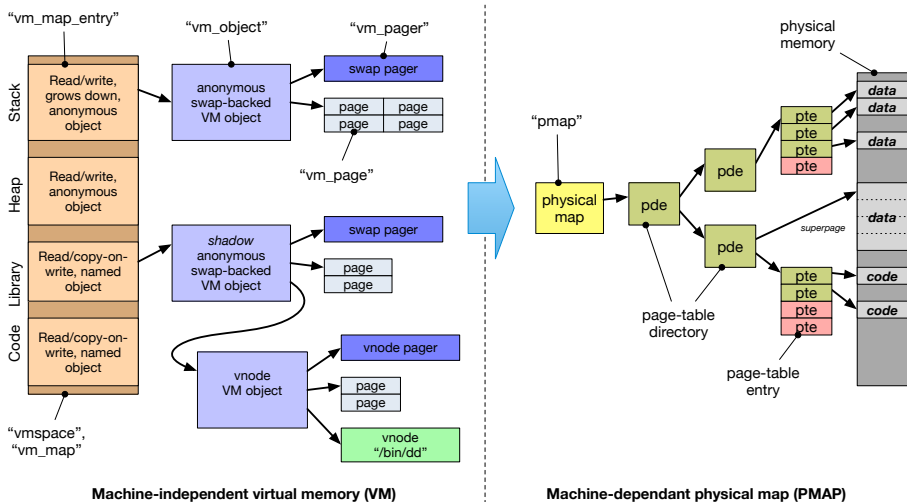 “vm_map_entry”
“vm_object”
“vm_pager”
Stack
Read/write,
grows down,
anonymous
object
anonymous
swap-backed
VM object
swap pager
page page
page page
“vm_page”
Heap
Read/write,
anonymous
object
Library
Read/copy-on-
write, named
object
shadow
anonymous
swap-backed
VM object
swap pager
page
page
Code
Read/copy-on-
write, named
object
vnode
VM object
vnode pager
page
page
vnode
“/bin/dd”
“vmspace”,
“vm_map”
Machine-independent virtual memory (VM)
physical
memory
“pmap”
physical
map
pde
pde
pde
pte
pte
pte
pte
data
data
data
superpage
data
pte
pte
pte
pte
code
code
page-table
directory
page-table
entry
Machine-dependant physical map (PMAP)